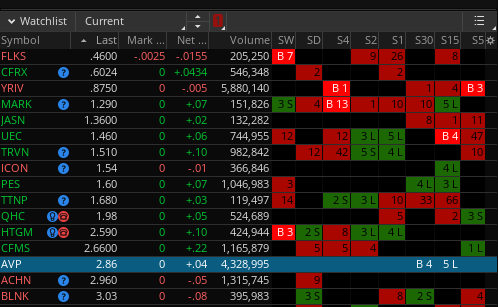 Watchlist Current 0
Symbol Last Mark ... Net ... Volume SW SD S4 S2 S1 S30 S15 S5
FLKS .4600 -.0025 -.0155 205,250 B 7 9 26 8
CFRX ? .6024 0 +.0434 546,348 2 2
YRIV .8750 0 -.005 5,880,140 B 1 1 4 B 3
MARK ? 1.290 0 +.07 151,826 3 S 4 B 13 1 10 10 5 L
JASN 1.3600 0 +.02 132,282 8 1 11
UEC 1.460 0 +.06 744,955 12 12 3 L 5 L B 4 47
TRVN ? 1.510 0 +.10 982,842 12 42 5 S 4 L 5
ICON ? 1.54 0 -.01 366,846 4 L
PES 1.60 0 +.07 1,046,983 3 4 L 3 L
TTNP ? 1.680 0 +.03 119,497 14 2 S 3 L 10 33 66
QHC 1.98 0 +.05 524,689 5 2 3 S
HTGM 2.590 0 +.10 424,944 B 3 2 S 8 3 L 4 L
CFMS 2.6600 0 +.22 1,165,879 5 5 4 1 L
AVP 2.86 0 +.04 4,328,995 B 4 5 L
ACHN ? 2.960 0 -.05 1,315,745 9
BLNK ? 3.03 0 -.08 395,983 3 S 8 2 S 4